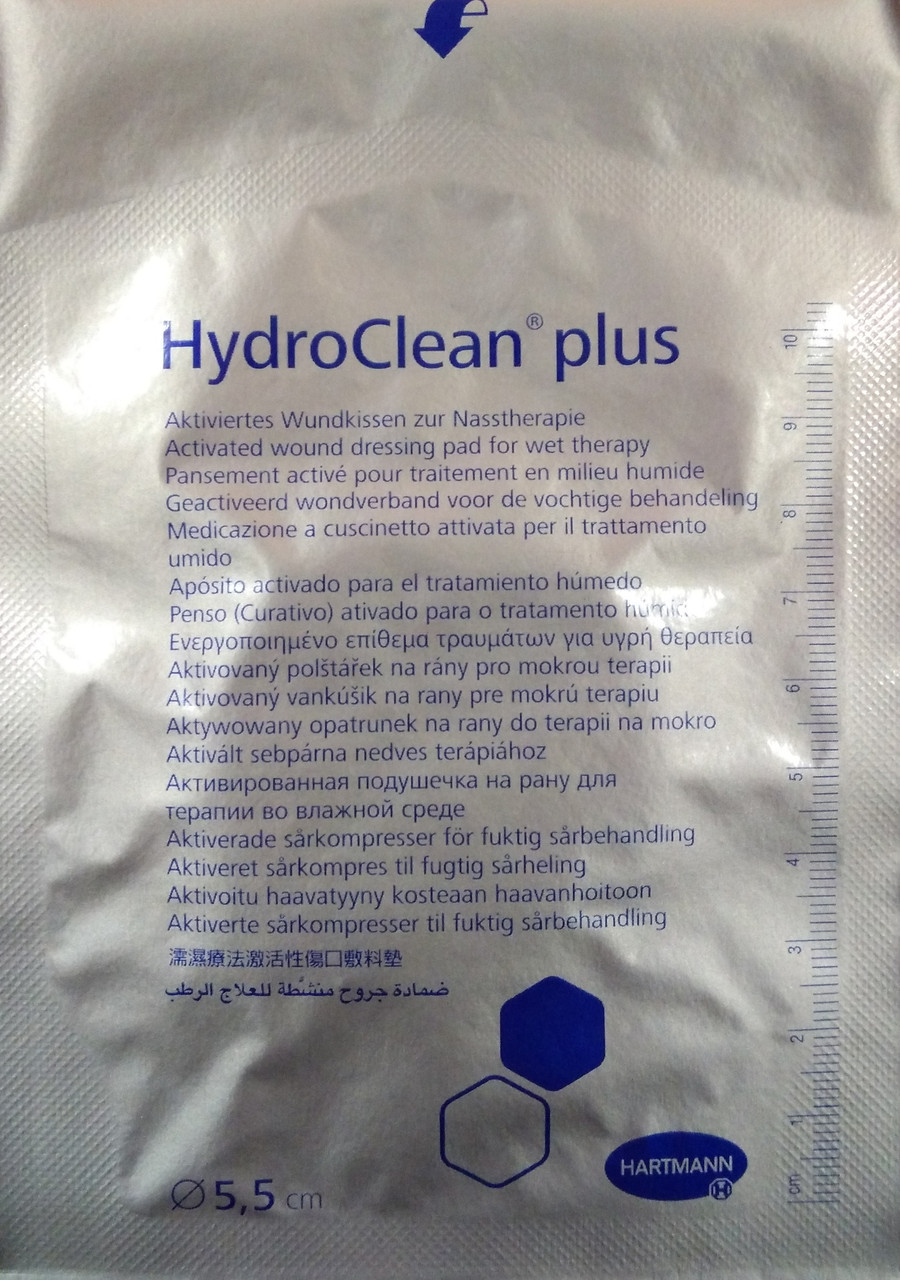 HydroClean® plus
Aktiviertes Wundkissen zur Nasstherapie
Activated wound dressing pad for wet therapy
Pansement activé pour traitement en milieu humide
Geactiveerd wondverband voor de vochtige behandeling
Medicazione a cuscinetto attivata per il trattamento
umido
Apósito activado para el tratamiento húmedo
Penso (Curativo) ativado para o tratamento
Ενεργοποιημένο επίθεμα τραυμάτων για υγρή θεραπεία
Aktivovaný polštářek na rány pro mokrou terapii
Aktivovaný vankúšik na rany pre mokrú terapiu
Aktywowany opatrunek na rany do terapii na mokro
Aktivált sebpárna nedves terápiához
Активированная подушечка на рану для
терапии во влажной среде
Aktiverade sårkompresser för fuktig sårbehandling
Aktiveret sårkompres til fugtig sårheling
Aktivoitu haavatyyny kosteaan haavanhoitoon
Aktiverte sårkompresser til fuktig sårbehandling
濡濕療法激活性傷口敷料墊
ضمادة جروح منشّطة للعلاج الرطب
Ø 5,5 cm
HARTMANN
10
9
8
7
6
5
4
3
2
1
cm